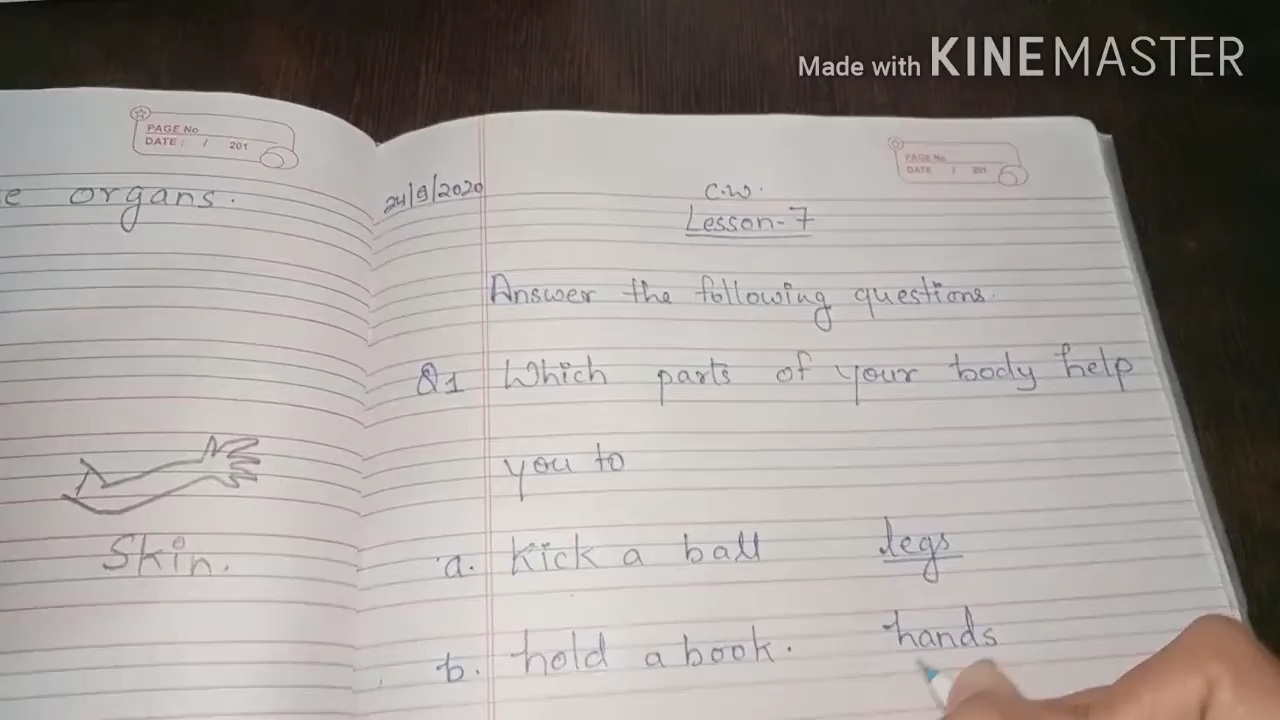 Made with KINEMASTER
PAGE No
DATE : / 201
e organs.
Skin.
PAGE No
DATE / 201
24/9/2020
C.W.
Lesson-7
Answer the following questions.
Q1 Which parts of your body help
you to
a. Kick a ball legs
b. hold a book. hands